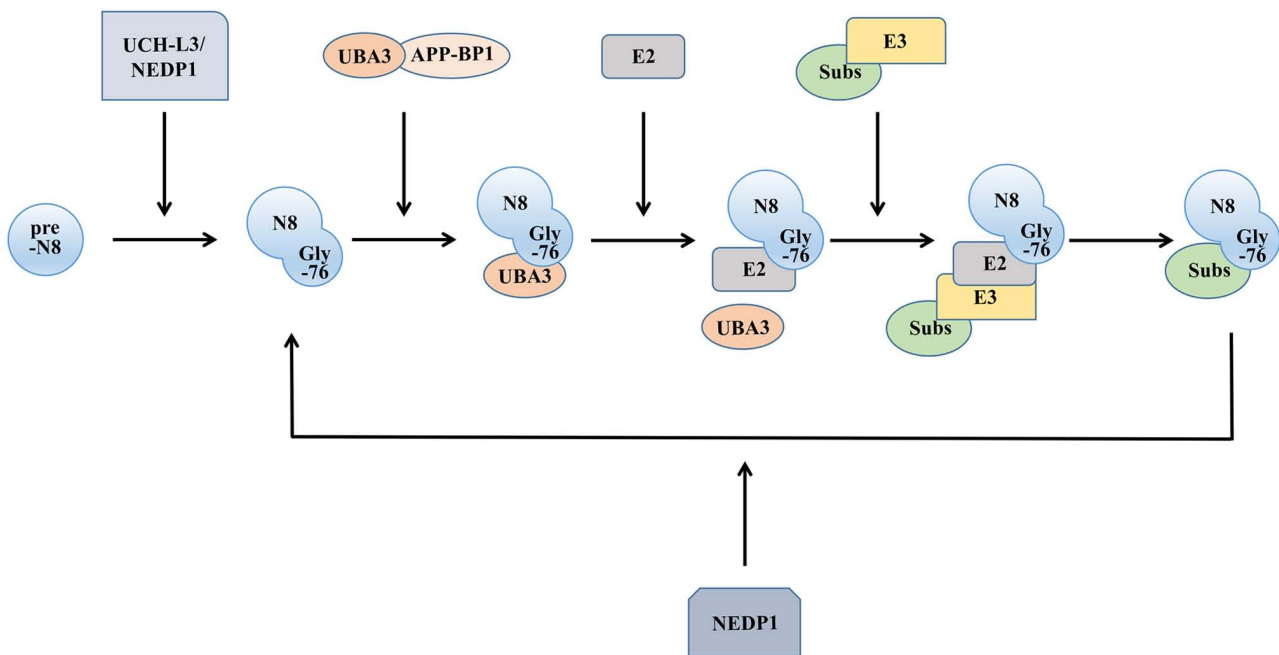 UCH-L3/
NEDP1
UBA3
APP-BP1
E2
E3
Subs
pre
-N8
N8
Gly
-76
N8
Gly
-76
UBA3
N8
Gly
-76
E2
UBA3
N8
Gly
-76
E2
E3
Subs
N8
Gly
-76
Subs
NEDP1